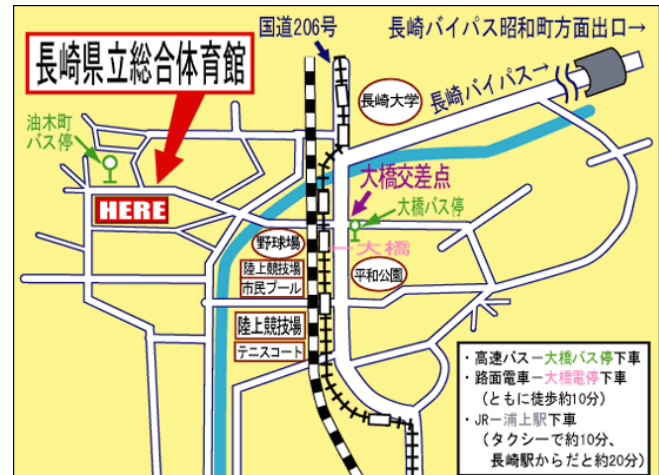 国道206号
長崎バイパス昭和町方面出口→
長崎県立総合体育館
長崎大学
長崎バイパス→
油木町
バス停
大橋交差点
HERE
大橋バス停
野球場
大橋
陸上競技場
平和公園
市民プール
陸上競技場
テニスコート
・高速バスー大橋バス停下車
・路面電車ー大橋電停下車
(ともに徒歩約10分)
・JRー浦上駅下車
(タクシーで約10分、
長崎駅からだと約20分)